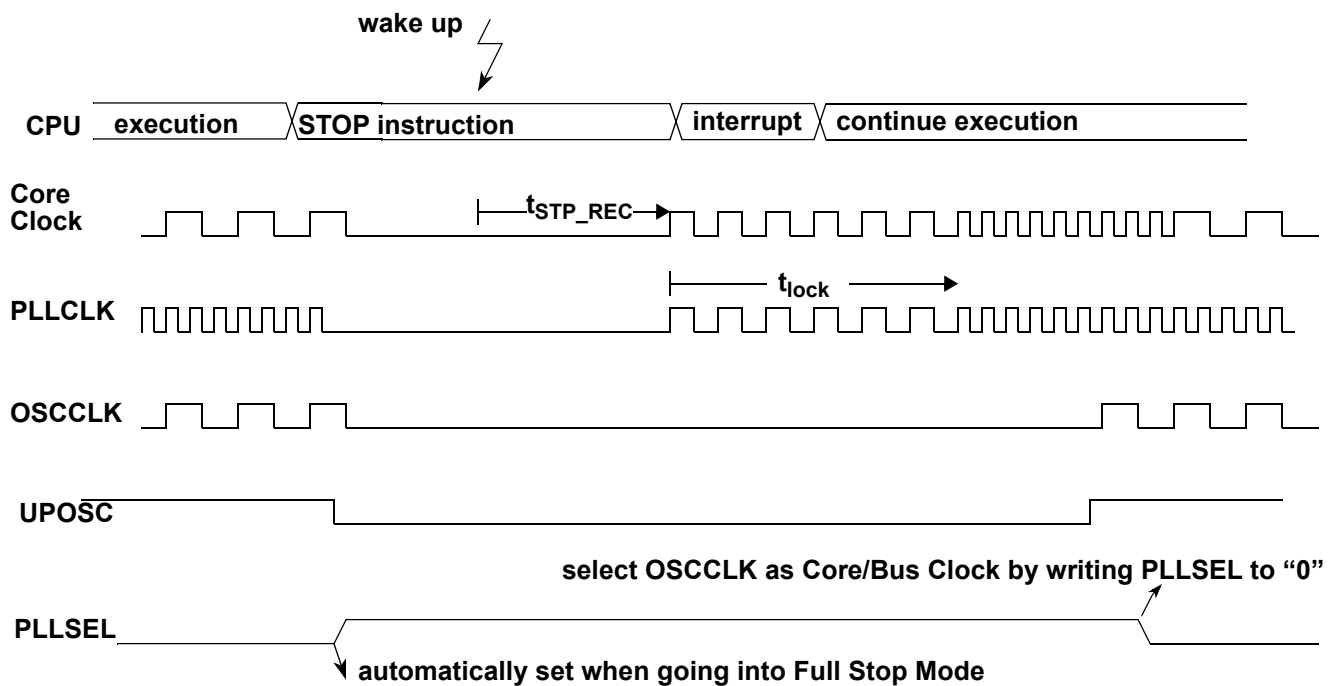 wake up
CPU execution STOP instruction interrupt continue execution
Core
Clock
tSTP_REC
tlock
PLLCLK
OSCCLK
UPOSC
select OSCCLK as Core/Bus Clock by writing PLLSEL to “0”
PLLSEL
automatically set when going into Full Stop Mode